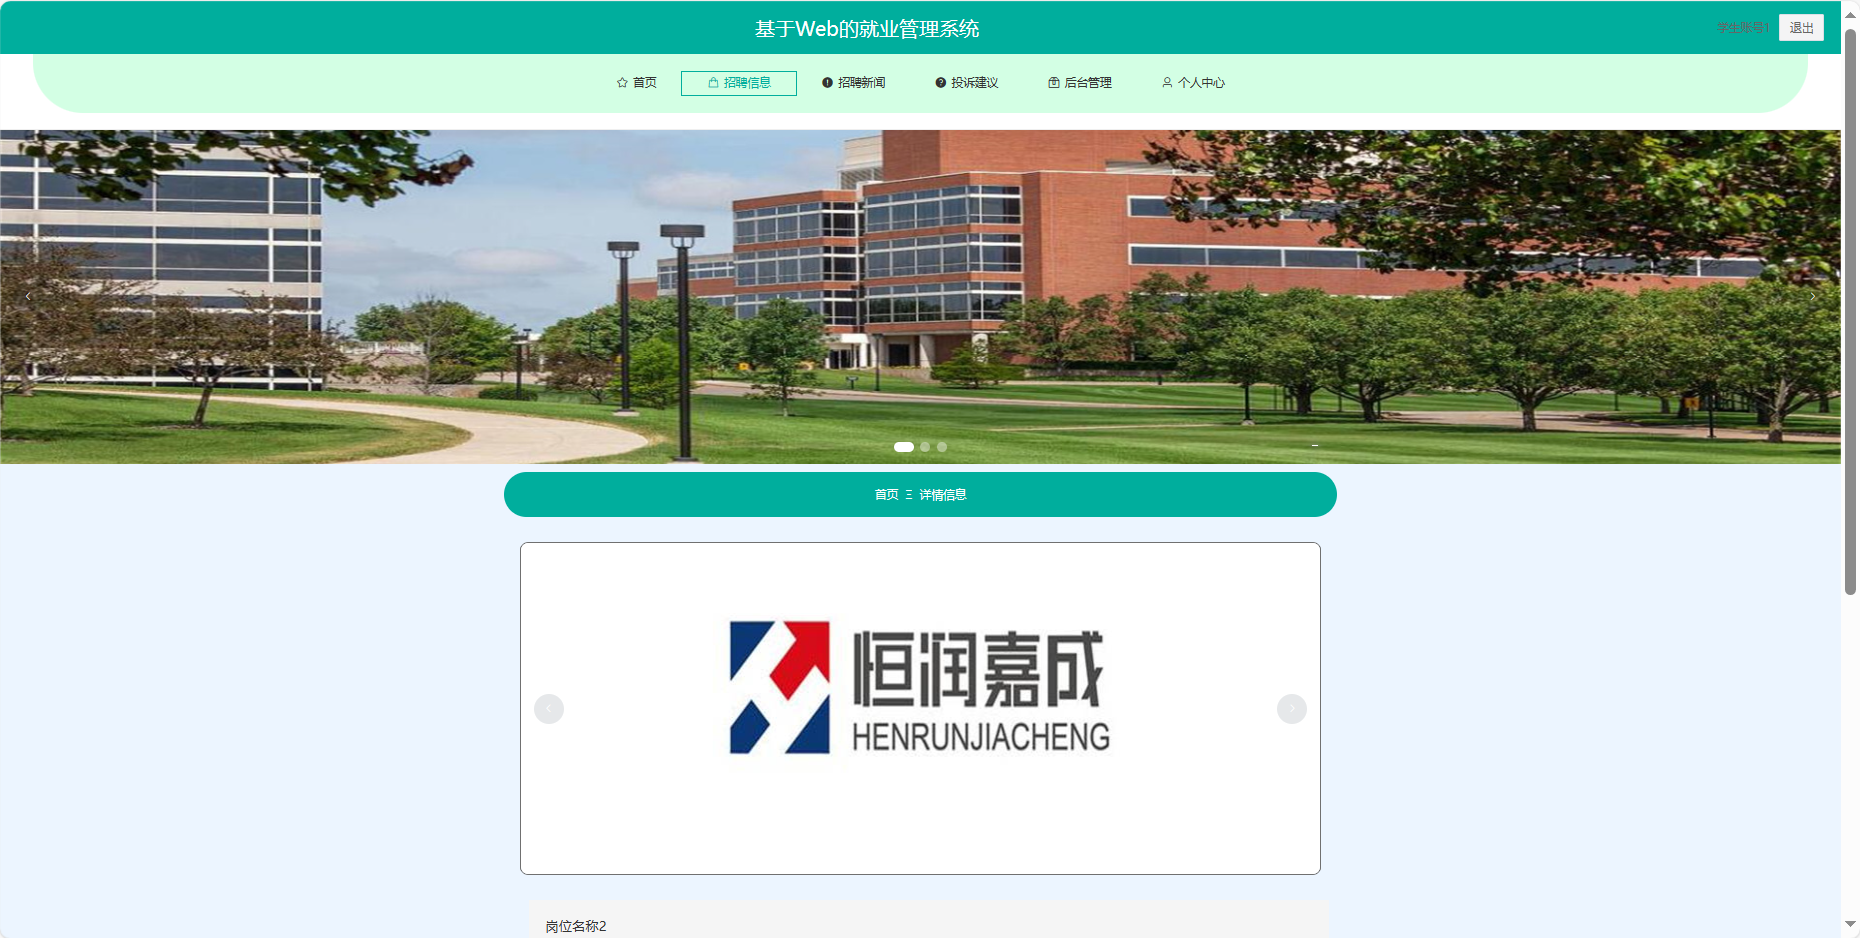 基于Web的就业管理系统
学生账号1 退出
首页 招聘信息 招聘新闻 投诉建议 后台管理 个人中心
首页 Ξ 详情信息
恒润嘉成
HENRUNJIACHENG
岗位名称2